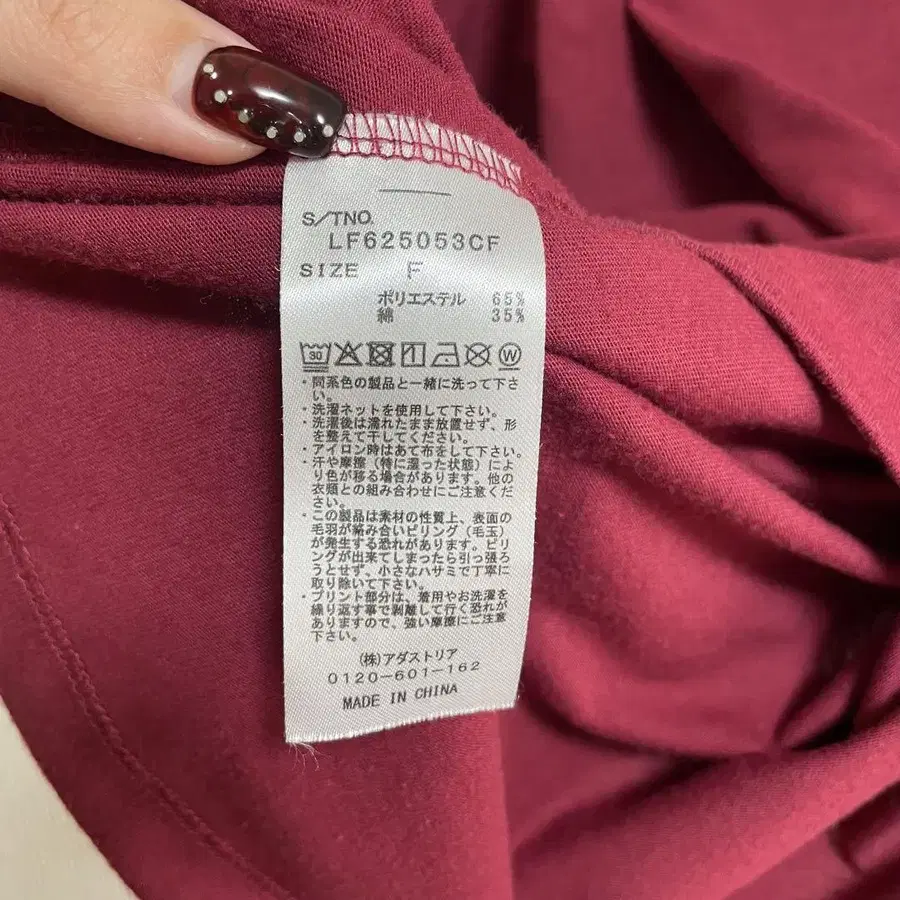 S/TNO.
LF625053CF
SIZE F
ポリエステル 65%
綿 35%
30
W
・同系色の製品と一緒に洗って下さ
い。
・洗濯ネットを使用して下さい。
・洗濯後は濡れたまま放置せず、形
を整えて干してください。
・アイロン時はあて布をして下さい。
・汗や摩擦（特に湿った状態）によ
り色が移る場合があります。他の
衣類との組み合わせにご注意くだ
さい。
・この製品は素材の性質上、表面の
毛羽が絡み合いピリング（毛玉）
が発生する恐れがあります。ピリ
ングが出来てしまったら引っ張ろ
うとせず、小さなハサミで丁寧に
取り除いて下さい。
・プリント部分は、着用やお洗濯を
繰り返す事で剥離して行く恐れが
ありますので、強い摩擦にご注意
下さい。
(株)アダストリア
0120-601-162
MADE IN CHINA